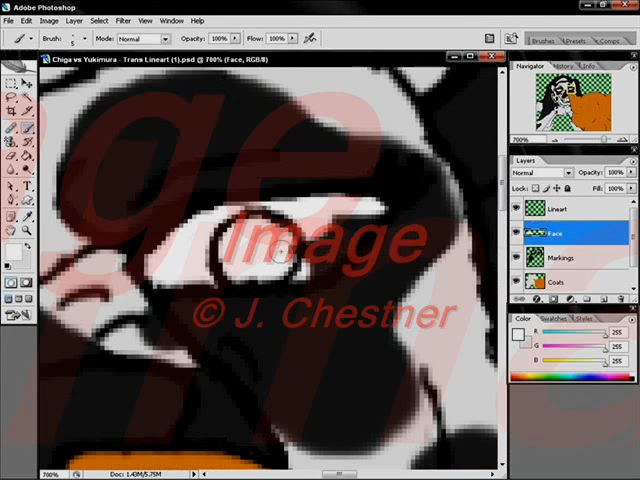 Adobe Photoshop
File Edit Image Layer Select Filter View Window Help
Brush: 5 Mode: Normal Opacity: 100% Flow: 100% Brushes Presets Comps
Chiga vs Yukimura - Trans Lineart (1).psd @ 700% (Face, RGB/8)
Navigator History Info
700%
Layers
Normal Opacity: 100%
Lock: Fill: 100%
Lineart
Face
Markings
Coats
Color Swatches Styles
R 255
G 255
B 255
Image
© J. Chestner
700% Doc: 1.43M/5.75M